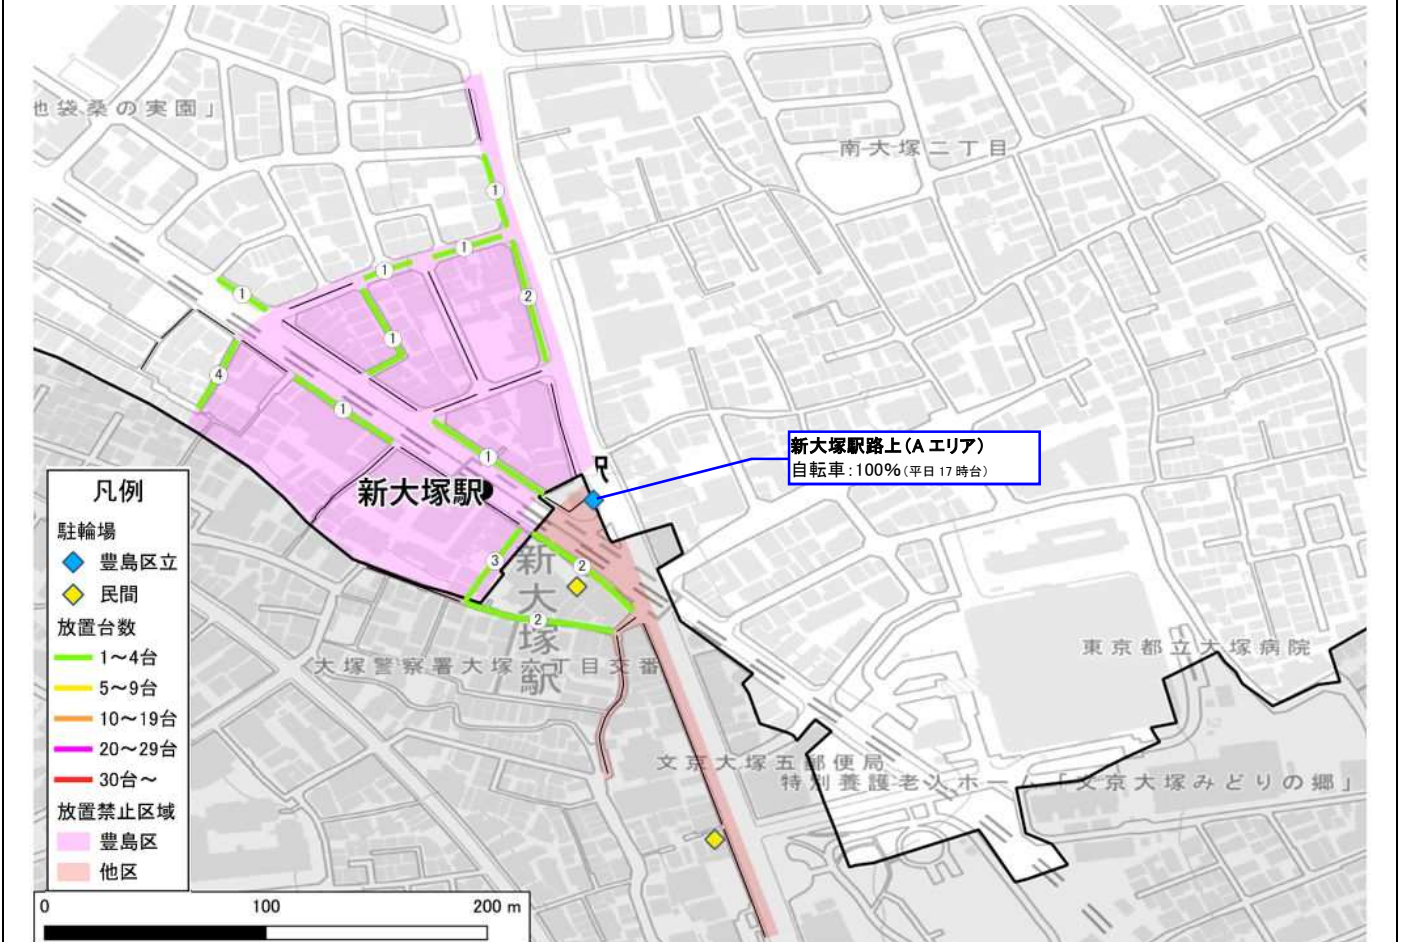 池袋桑の実園」
南大塚二丁目
1
1
1
1
2
1
4
1
1
新大塚駅路上(Aエリア)
自転車:100%(平日17時台)
新大塚駅
3
2
2
新大塚駅
大塚警察署大塚六丁目交番
東京都立大塚病院
文京大塚五郵便局
特別養護老人ホーム「文京大塚みどりの郷」
凡例
駐輪場
豊島区立
民間
放置台数
1～4台
5～9台
10～19台
20～29台
30台～
放置禁止区域
豊島区
他区
0 100 200 m